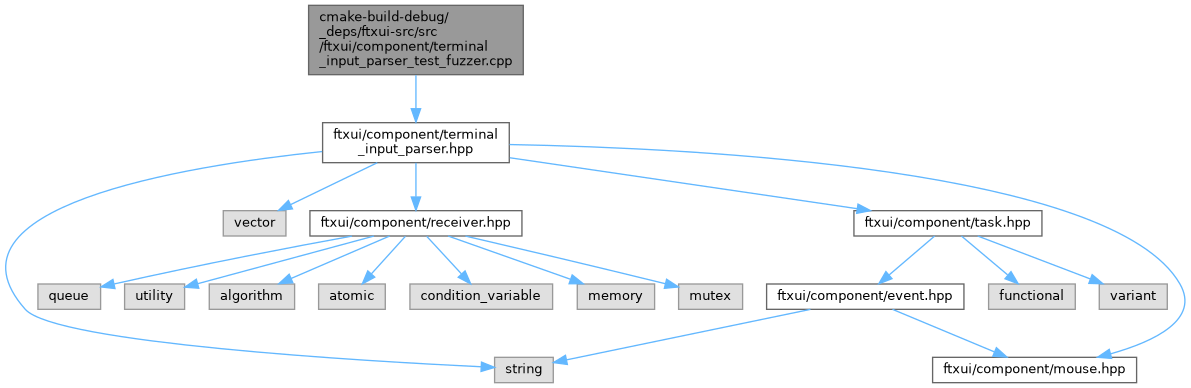 cmake-build-debug/
_deps/ftxui-src/src
/ftxui/component/terminal
_input_parser_test_fuzzer.cpp
ftxui/component/terminal
_input_parser.hpp
vector
ftxui/component/receiver.hpp
ftxui/component/task.hpp
queue
utility
algorithm
atomic
condition_variable
memory
mutex
ftxui/component/event.hpp
functional
variant
string
ftxui/component/mouse.hpp